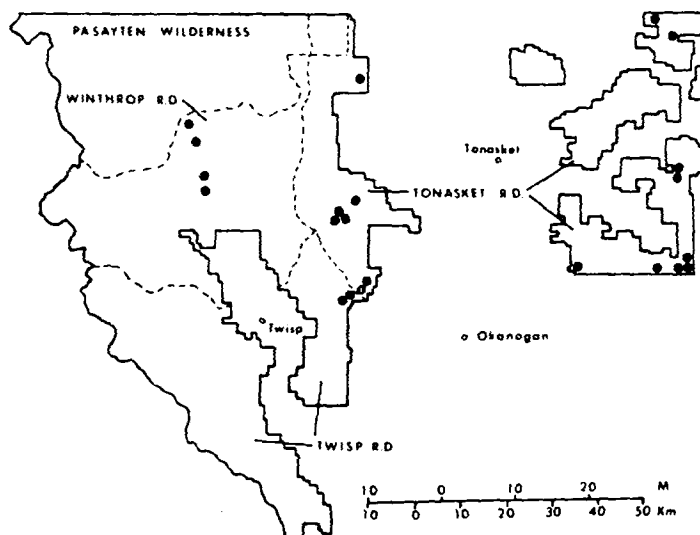 PASAYTEN WILDERNESS
WINTHROP R.D.
Tonasket
TONASKET R.D.
Twisp
Okanogan
TWISP R.D
10 0 10 20 M
10 0 10 20 30 40 50 Km